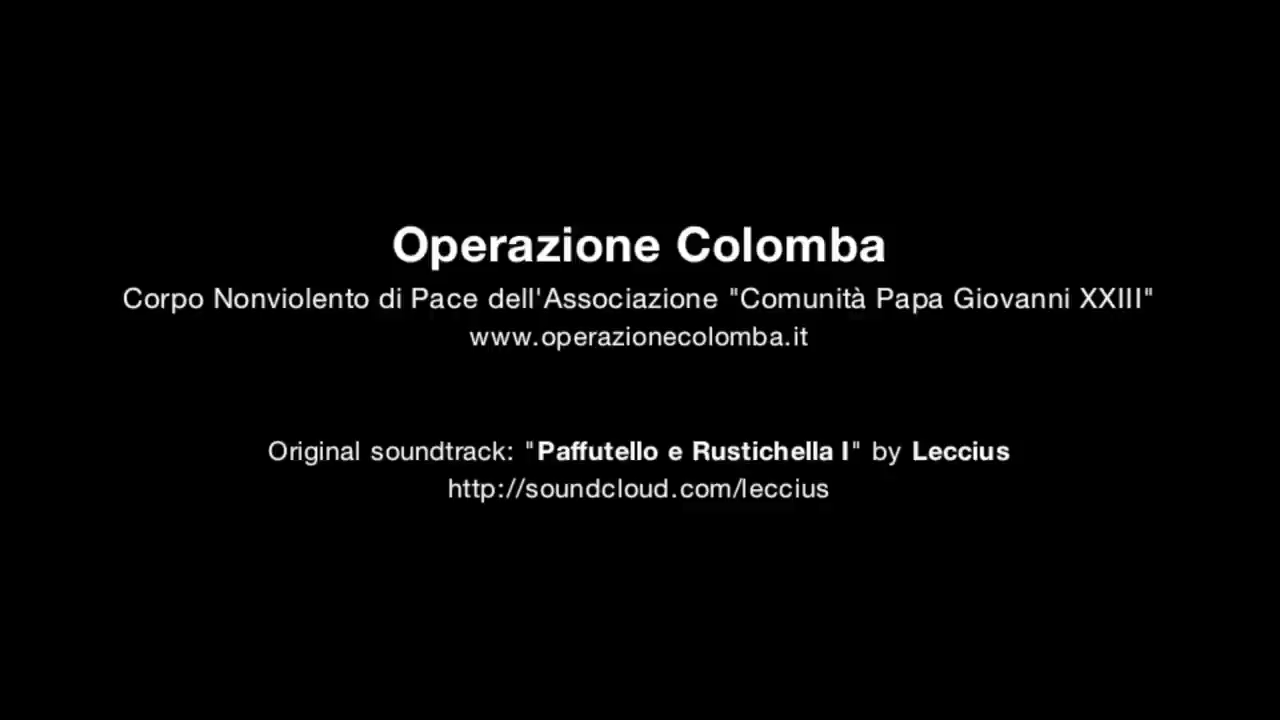 Operazione Colomba
Corpo Nonviolento di Pace dell'Associazione "Comunità Papa Giovanni XXIII"
www.operazionecolomba.it
Original soundtrack: "Paffutello e Rustichella I" by Leccius
http://soundcloud.com/leccius